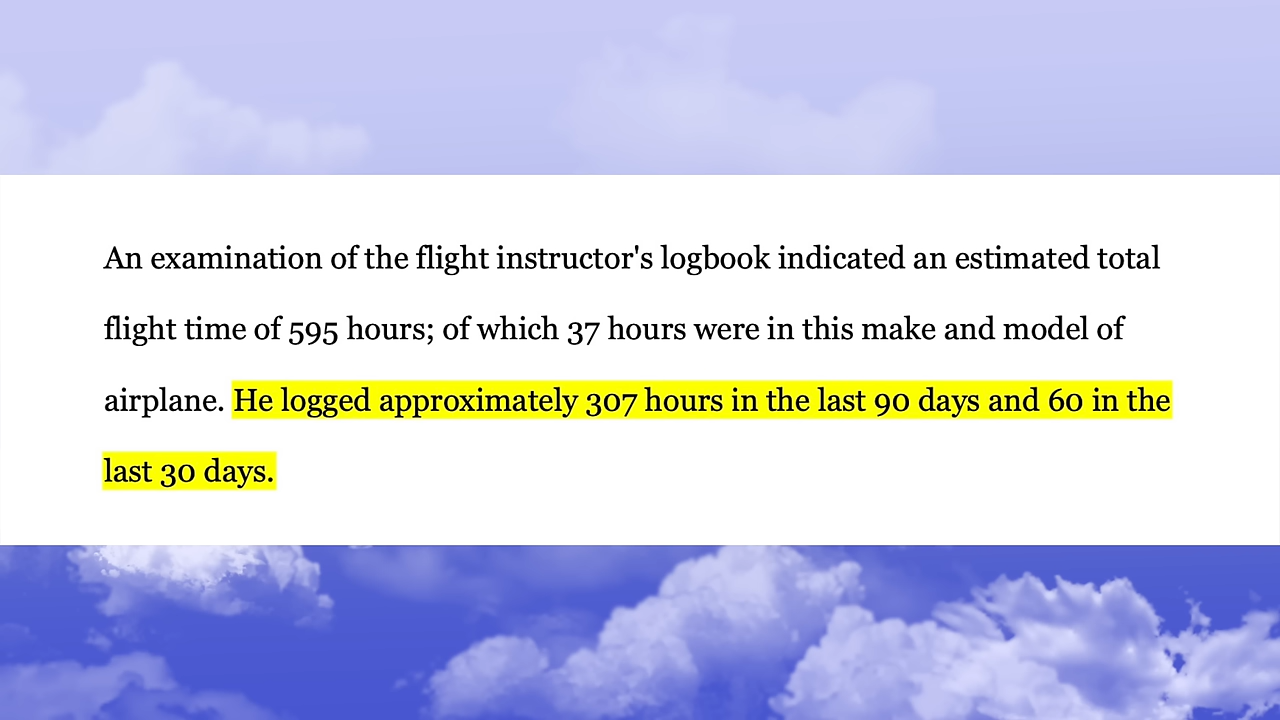 An examination of the flight instructor's logbook indicated an estimated total
flight time of 595 hours; of which 37 hours were in this make and model of
airplane. He logged approximately 307 hours in the last 90 days and 60 in the
last 30 days.